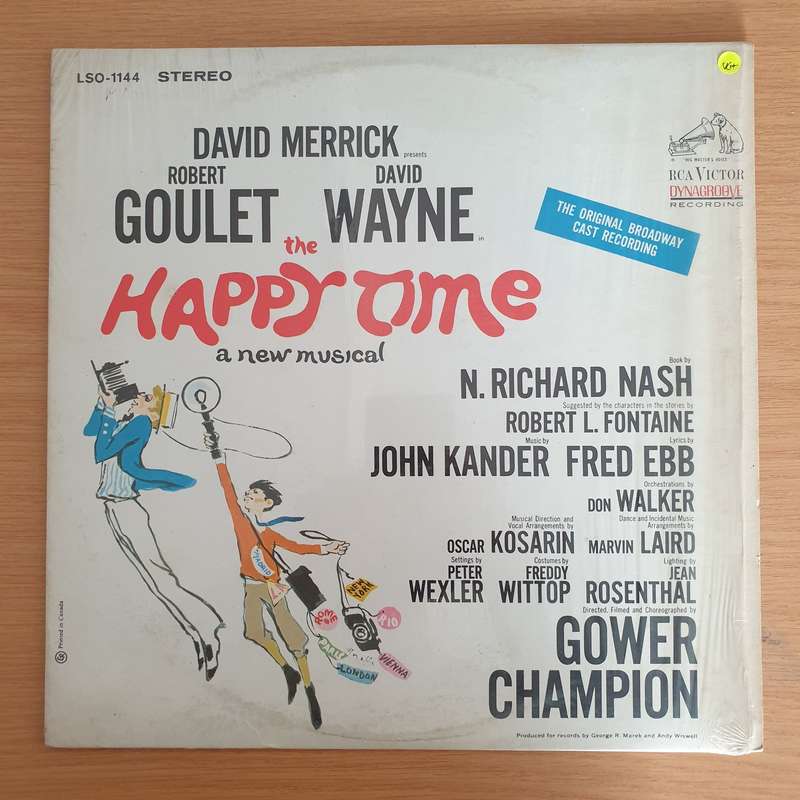 LSO-1144 STEREO
VG+
"HIS MASTER'S VOICE"
RCA VICTOR
DYNAGROOVE
RECORDING
DAVID MERRICK presents
ROBERT DAVID
GOULET WAYNE in
THE ORIGINAL BROADWAY
CAST RECORDING
the
HAPPY TIME
a new musical
Book by
N. RICHARD NASH
Suggested by the characters in the stories by
ROBERT L. FONTAINE
Music by Lyrics by
JOHN KANDER FRED EBB
Orchestrations by
DON WALKER
Musical Direction and Dance and Incidental Music
Vocal Arrangements by Arrangements by
OSCAR KOSARIN MARVIN LAIRD
Settings by Costumes by Lighting by
PETER FREDDY JEAN
WEXLER WITTOP ROSENTHAL
Directed, Filmed and Choreographed by
GOWER
CHAMPION
MADRID
NEW YORK
ROME
RIO
PARIS
LONDON
VIENNA
Printed in Canada
Produced for records by George R. Marek and Andy Wiswell